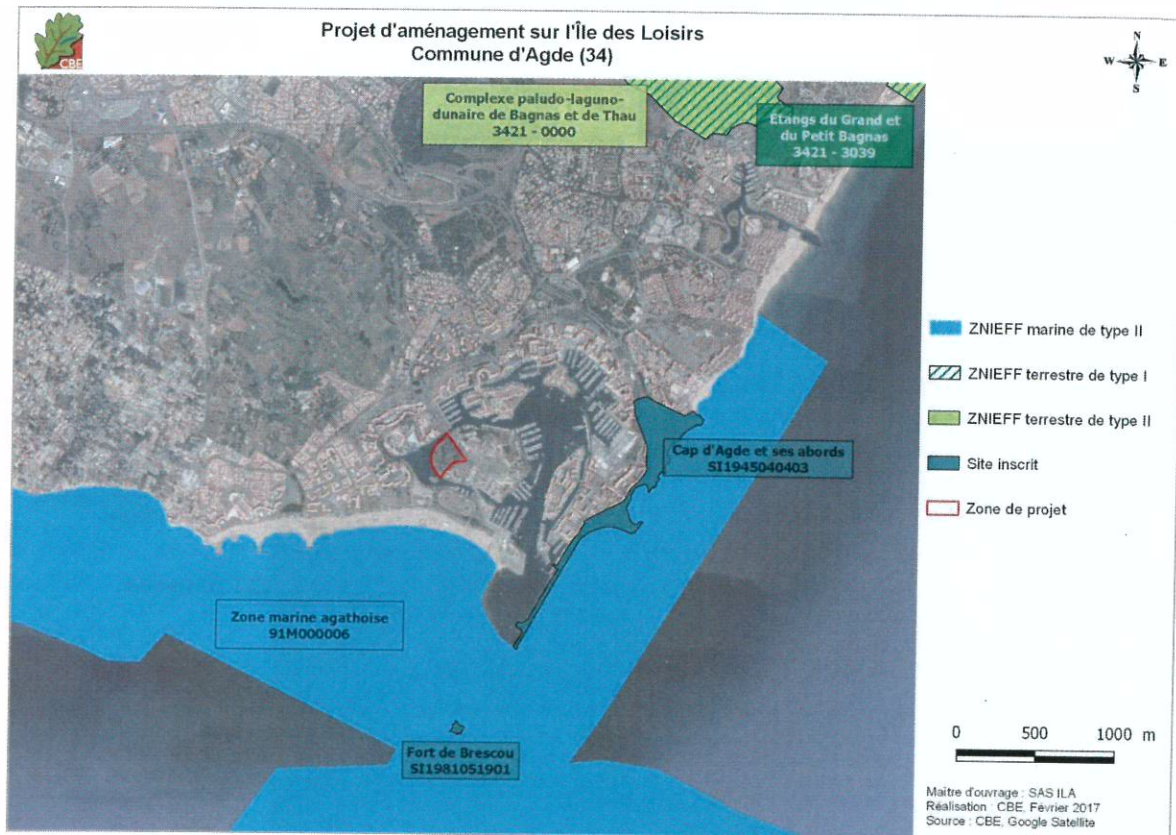 CBE
Projet d'aménagement sur l'Île des Loisirs
Commune d'Agde (34)
N
W
E
S
Complexe paludo-laguno-
dunaire de Bagnas et de Thau
3421 - 0000
Étangs du Grand et
du Petit Bagnas
3421 - 3039
ZNIEFF marine de type II
ZNIEFF terrestre de type I
ZNIEFF terrestre de type II
Site inscrit
Zone de projet
Cap d'Agde et ses abords
SI1945040403
Zone marine agathoise
91M000006
Fort de Brescou
SI1981051901
0 500 1000 m
Maître d'ouvrage : SAS ILA
Réalisation : CBE, Février 2017
Source : CBE, Google Satellite